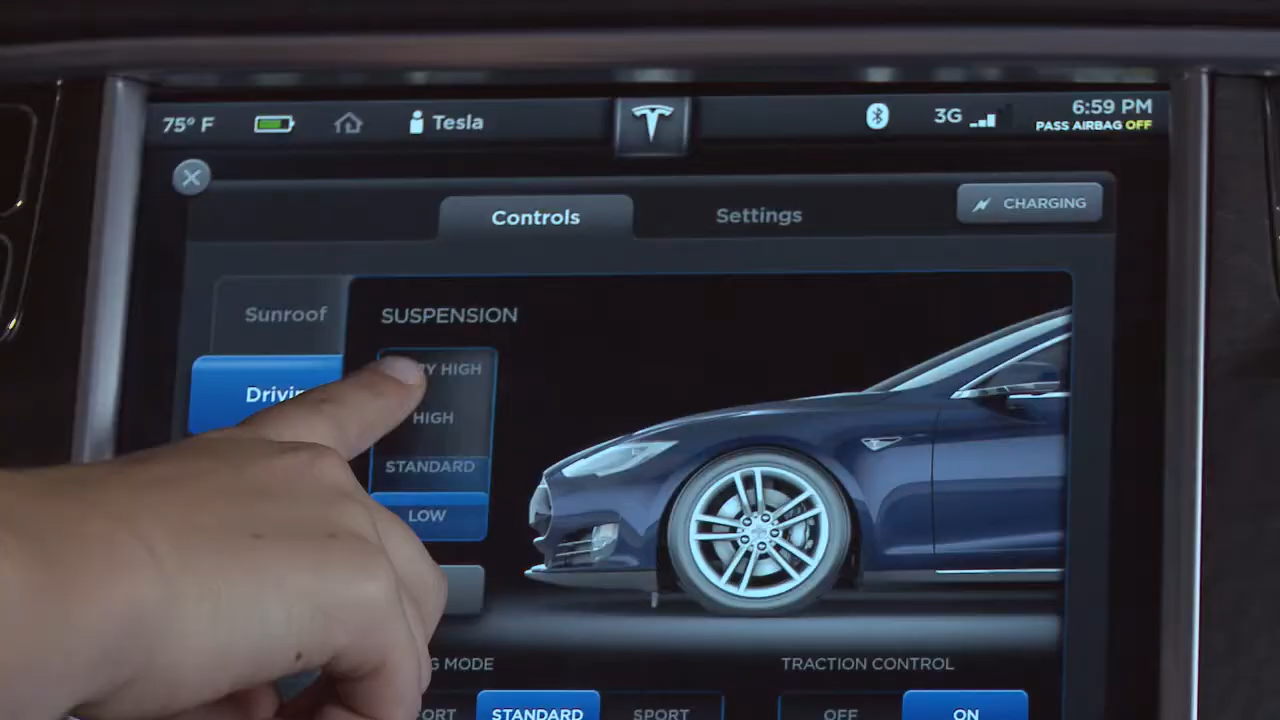 75° F
Tesla
3G
6:59 PM
PASS AIRBAG OFF
Controls
Settings
CHARGING
Sunroof
SUSPENSION
HIGH
HIGH
STANDARD
LOW
MODE
TRACTION CONTROL
STANDARD
SPORT
OFF
ON